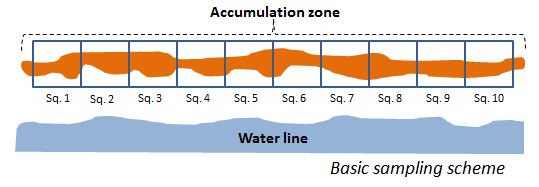 Accumulation zone
Sq. 1 Sq. 2 Sq. 3 Sq. 4 Sq. 5 Sq. 6 Sq. 7 Sq. 8 Sq. 9 Sq. 10
Water line
Basic sampling scheme